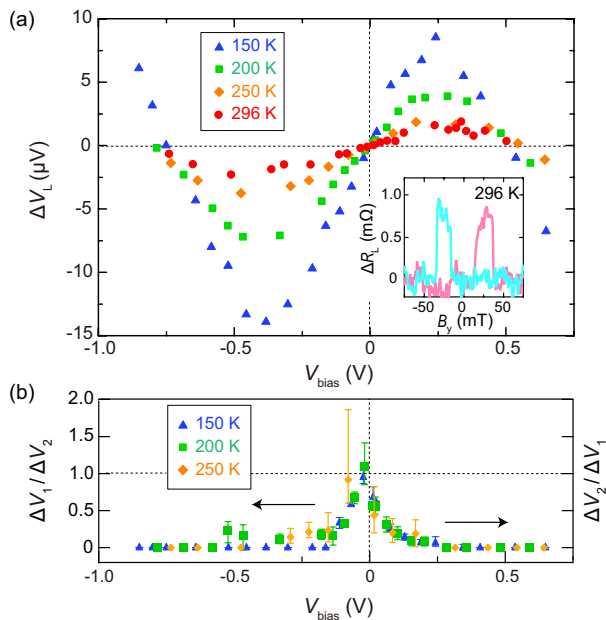 (a)
10
5
0
-5
-10
-15
ΔV_L (μV)
150 K
200 K
250 K
296 K
296 K
1.0
0.5
0
ΔR_L (mΩ)
-50 0 50
B_y (mT)
-1.0 -0.5 0 0.5
V_bias (V)
(b)
2.0
1.5
1.0
0.5
0
ΔV_1 / ΔV_2
150 K
200 K
250 K
ΔV_2 / ΔV_1
-1.0 -0.5 0 0.5
V_bias (V)